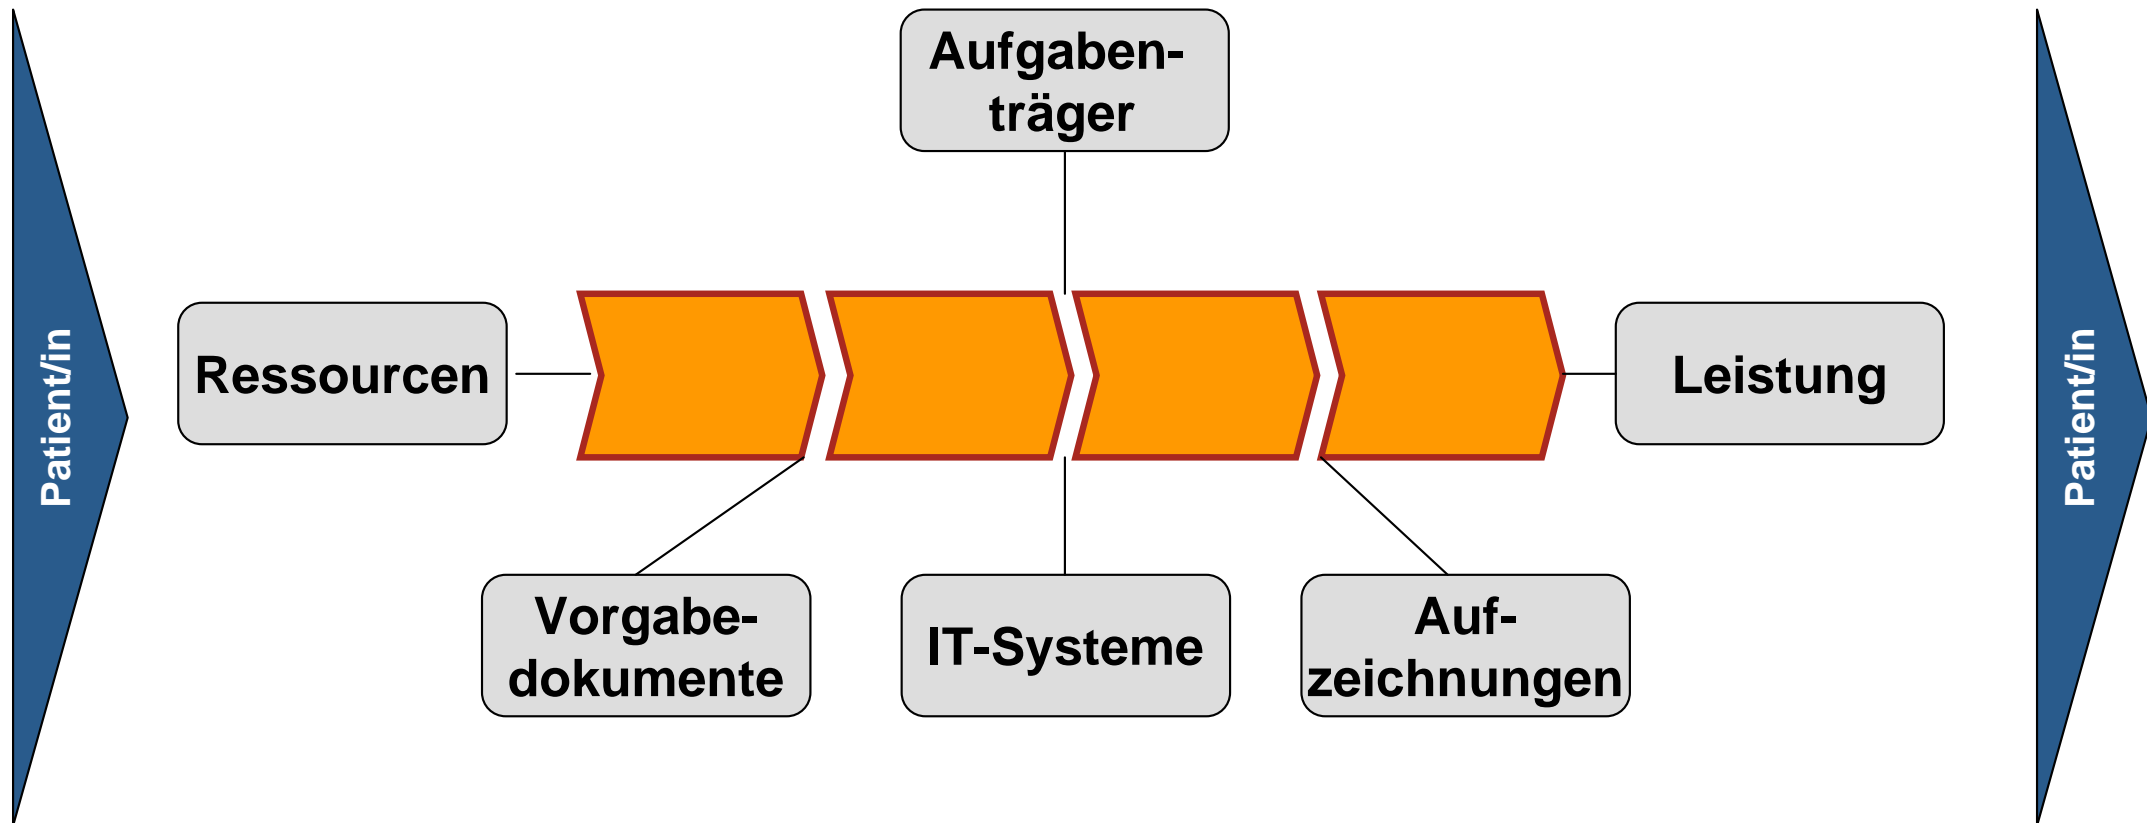 Aufgaben-
träger
Patient/in
Ressourcen
Leistung
Patient/in
Vorgabe-
dokumente
IT-Systeme
Auf-
zeichnungen